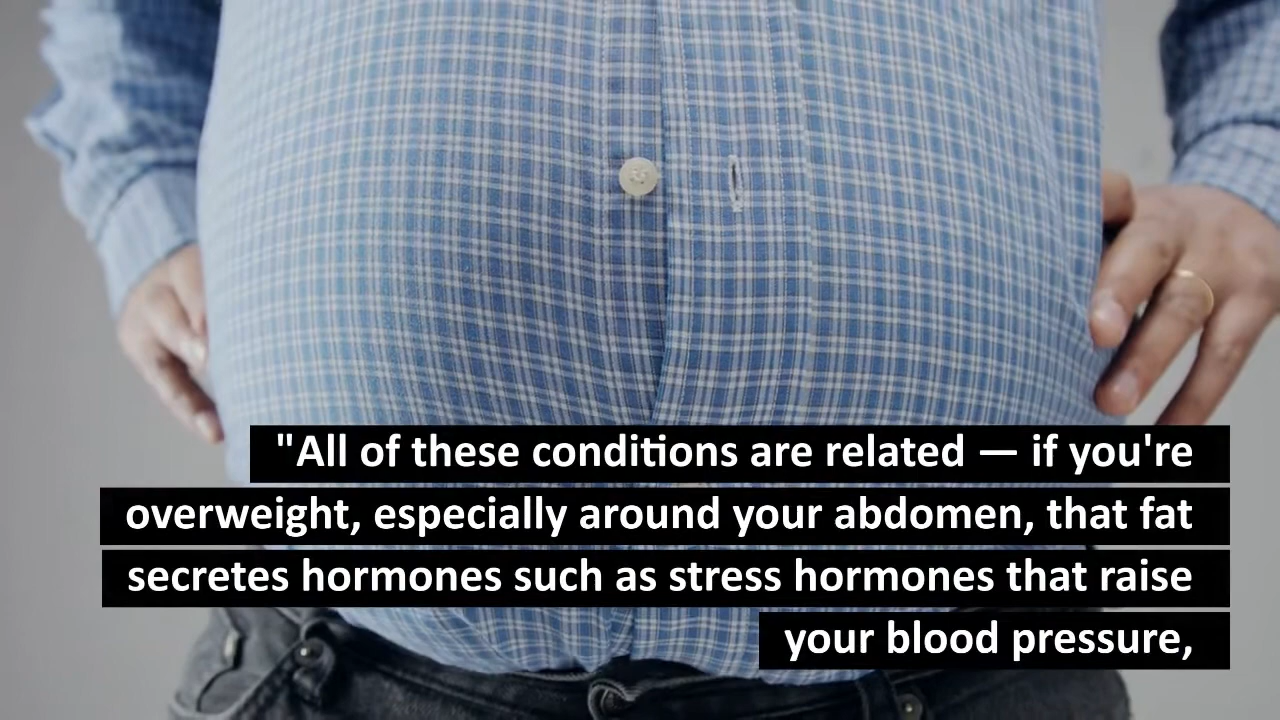 "All of these conditions are related — if you're
overweight, especially around your abdomen, that fat
secretes hormones such as stress hormones that raise
your blood pressure,